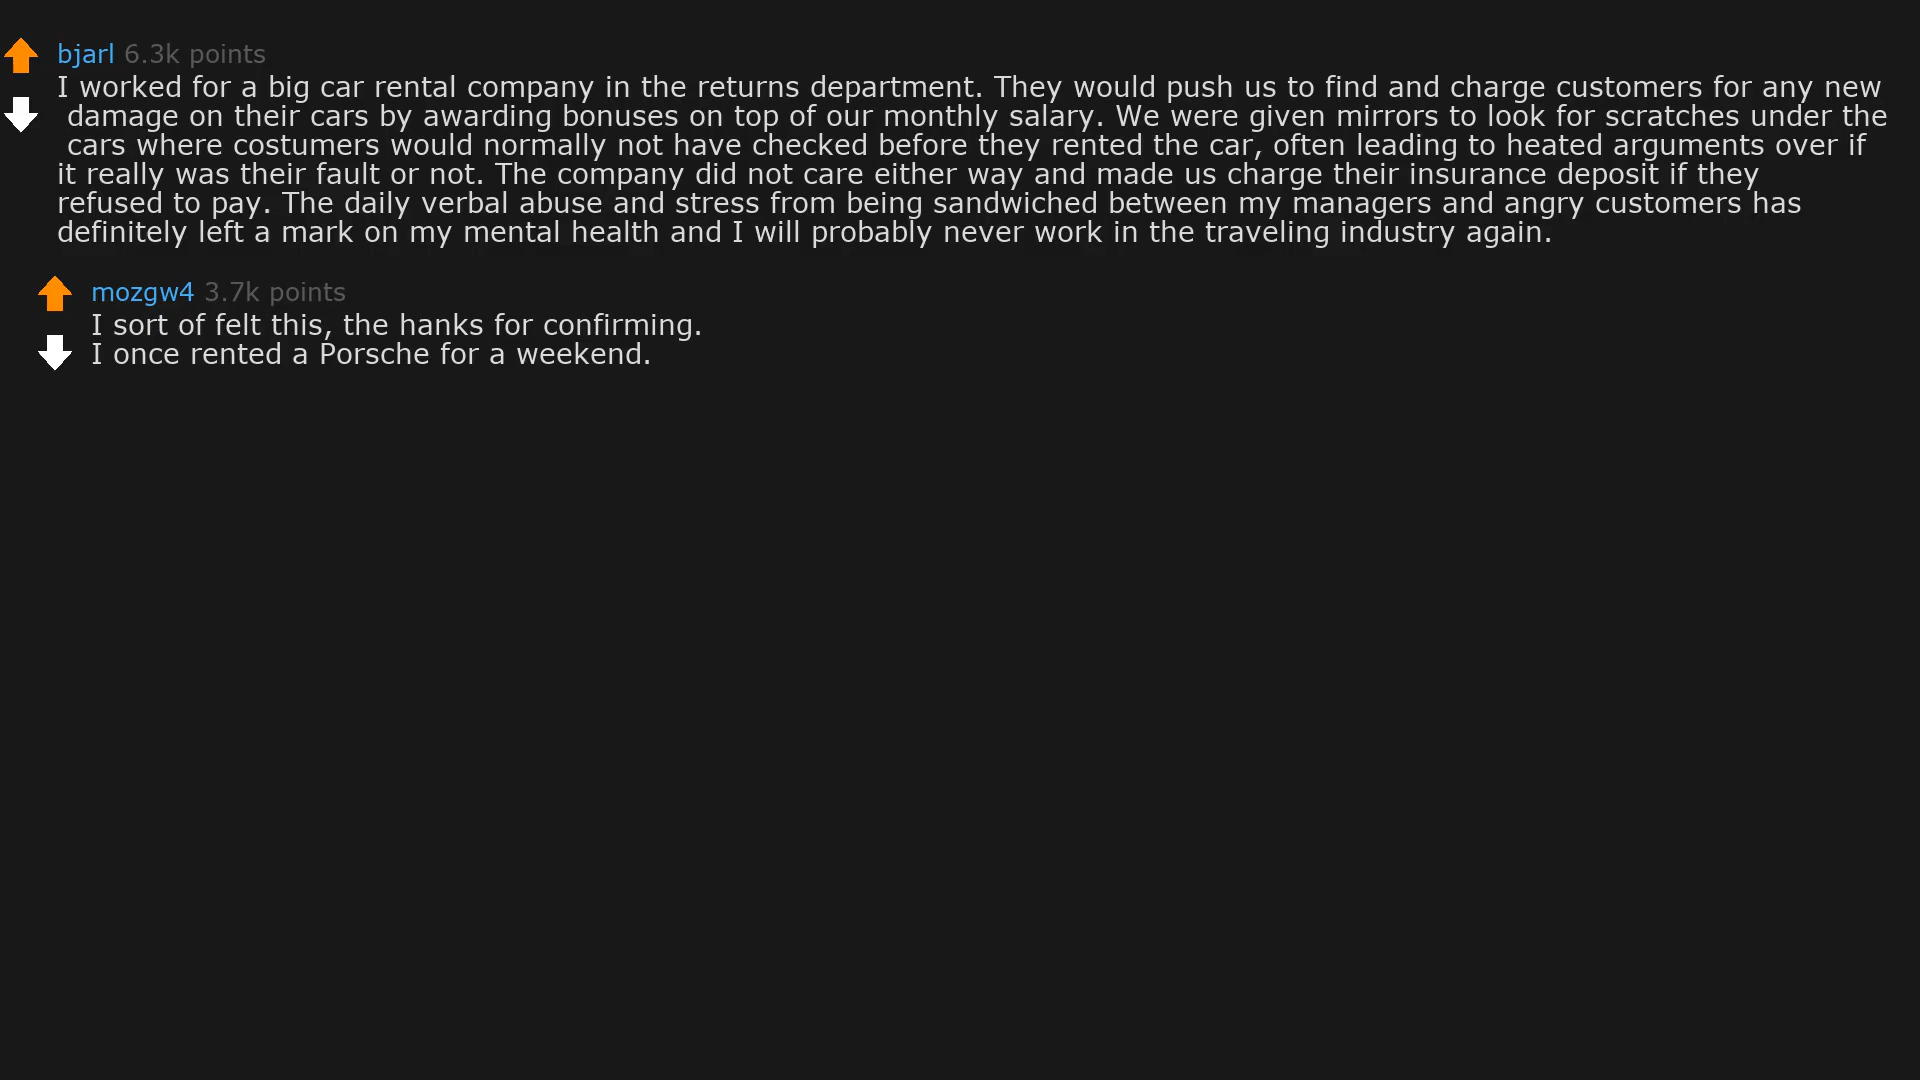 bjarl 6.3k points
I worked for a big car rental company in the returns department. They would push us to find and charge customers for any new
damage on their cars by awarding bonuses on top of our monthly salary. We were given mirrors to look for scratches under the
cars where costumers would normally not have checked before they rented the car, often leading to heated arguments over if
it really was their fault or not. The company did not care either way and made us charge their insurance deposit if they
refused to pay. The daily verbal abuse and stress from being sandwiched between my managers and angry customers has
definitely left a mark on my mental health and I will probably never work in the traveling industry again.
mozgw4 3.7k points
I sort of felt this, the hanks for confirming.
I once rented a Porsche for a weekend.